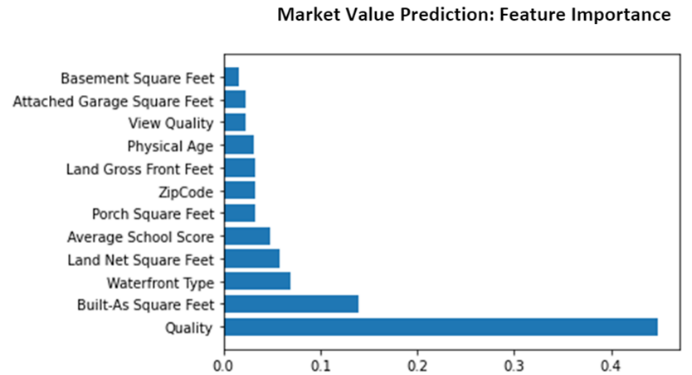 Market Value Prediction: Feature Importance
Basement Square Feet
Attached Garage Square Feet
View Quality
Physical Age
Land Gross Front Feet
ZipCode
Porch Square Feet
Average School Score
Land Net Square Feet
Waterfront Type
Built-As Square Feet
Quality
0.0 0.1 0.2 0.3 0.4